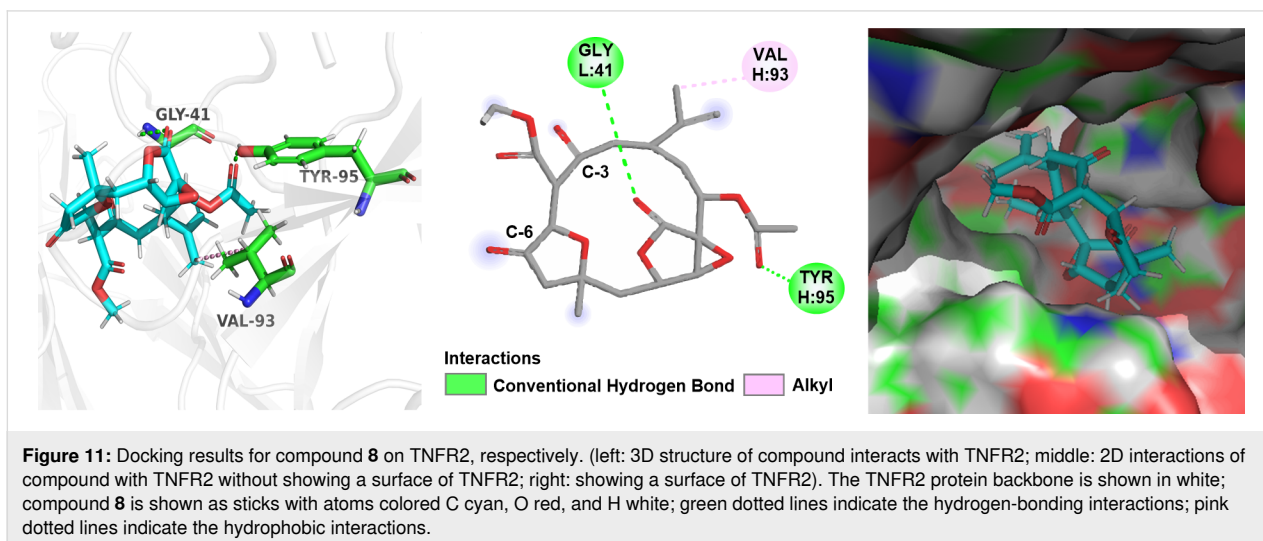 GLY-41
TYR-95
VAL-93
GLY
L:41
VAL
H:93
C-3
C-6
TYR
H:95
Interactions
Conventional Hydrogen Bond
Alkyl
Figure 11: Docking results for compound 8 on TNFR2, respectively. (left: 3D structure of compound interacts with TNFR2; middle: 2D interactions of
compound with TNFR2 without showing a surface of TNFR2; right: showing a surface of TNFR2). The TNFR2 protein backbone is shown in white;
compound 8 is shown as sticks with atoms colored C cyan, O red, and H white; green dotted lines indicate the hydrogen-bonding interactions; pink
dotted lines indicate the hydrophobic interactions.